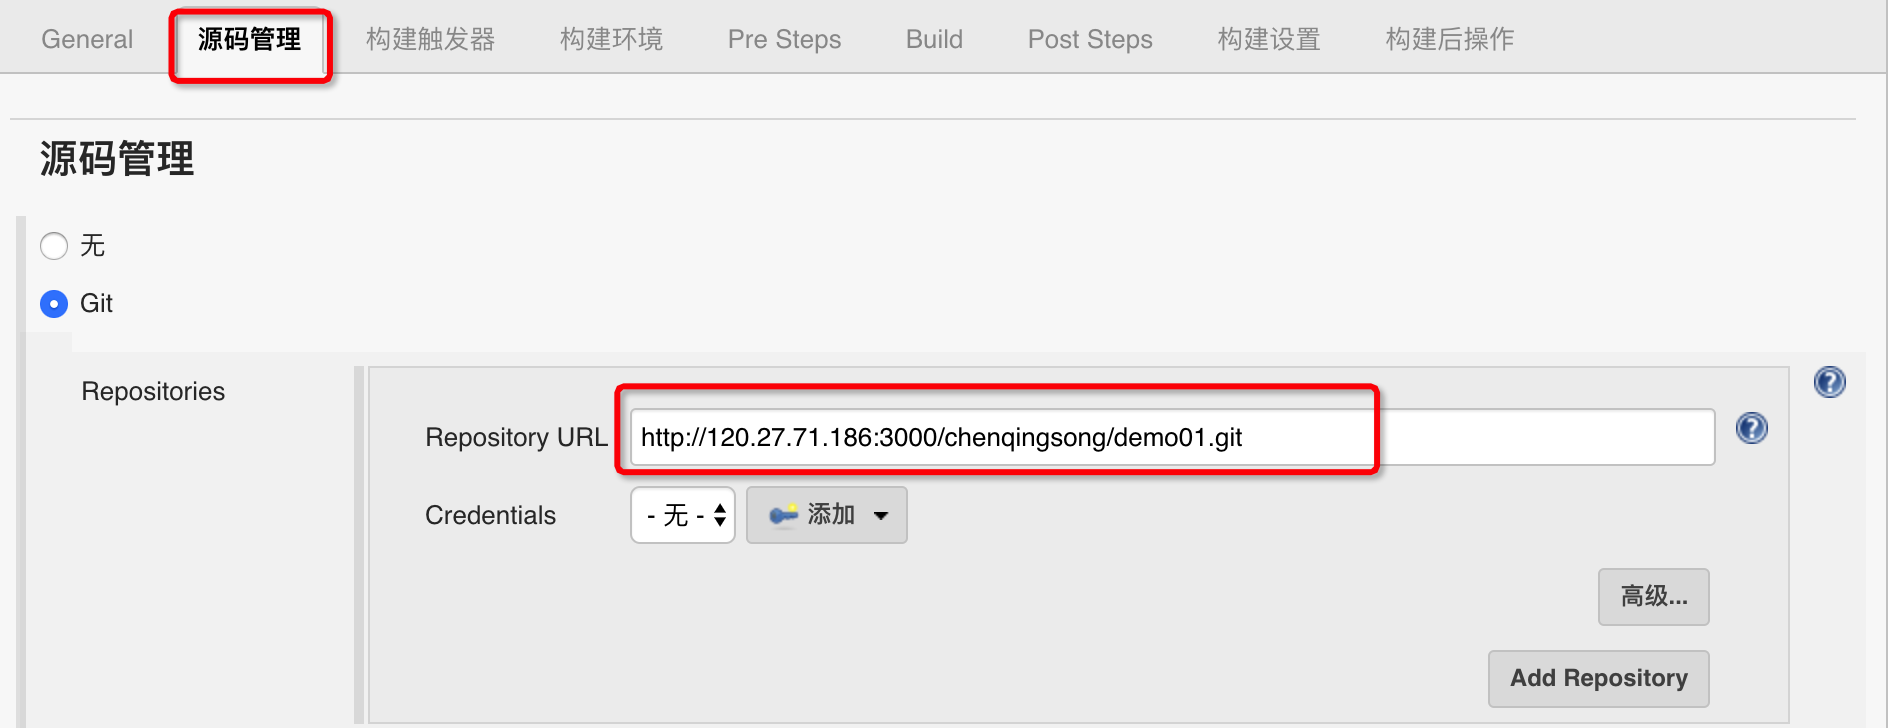 General 源码管理 构建触发器 构建环境 Pre Steps Build Post Steps 构建设置 构建后操作
源码管理
无
Git
Repositories
Repository URL http://120.27.71.186:3000/chenqingsong/demo01.git
Credentials - 无 - 添加
高级...
Add Repository